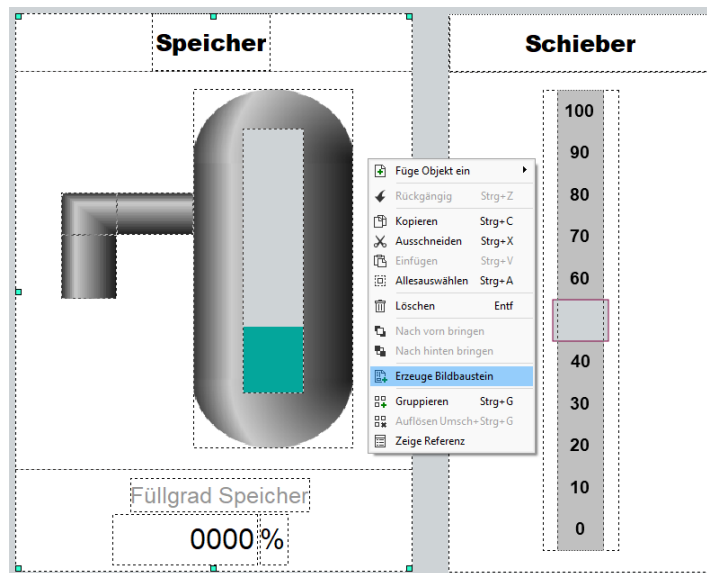 Speicher
Füllgrad Speicher
0000 %
Füge Objekt ein
Rückgängig Strg+Z
Kopieren Strg+C
Ausschneiden Strg+X
Einfügen Strg+V
Allesauswählen Strg+A
Löschen Entf
Nach vorn bringen
Nach hinten bringen
Erzeuge Bildbaustein
Gruppieren Strg+G
Auflösen Umsch+Strg+G
Zeige Referenz
Schieber
100
90
80
70
60
40
30
20
10
0